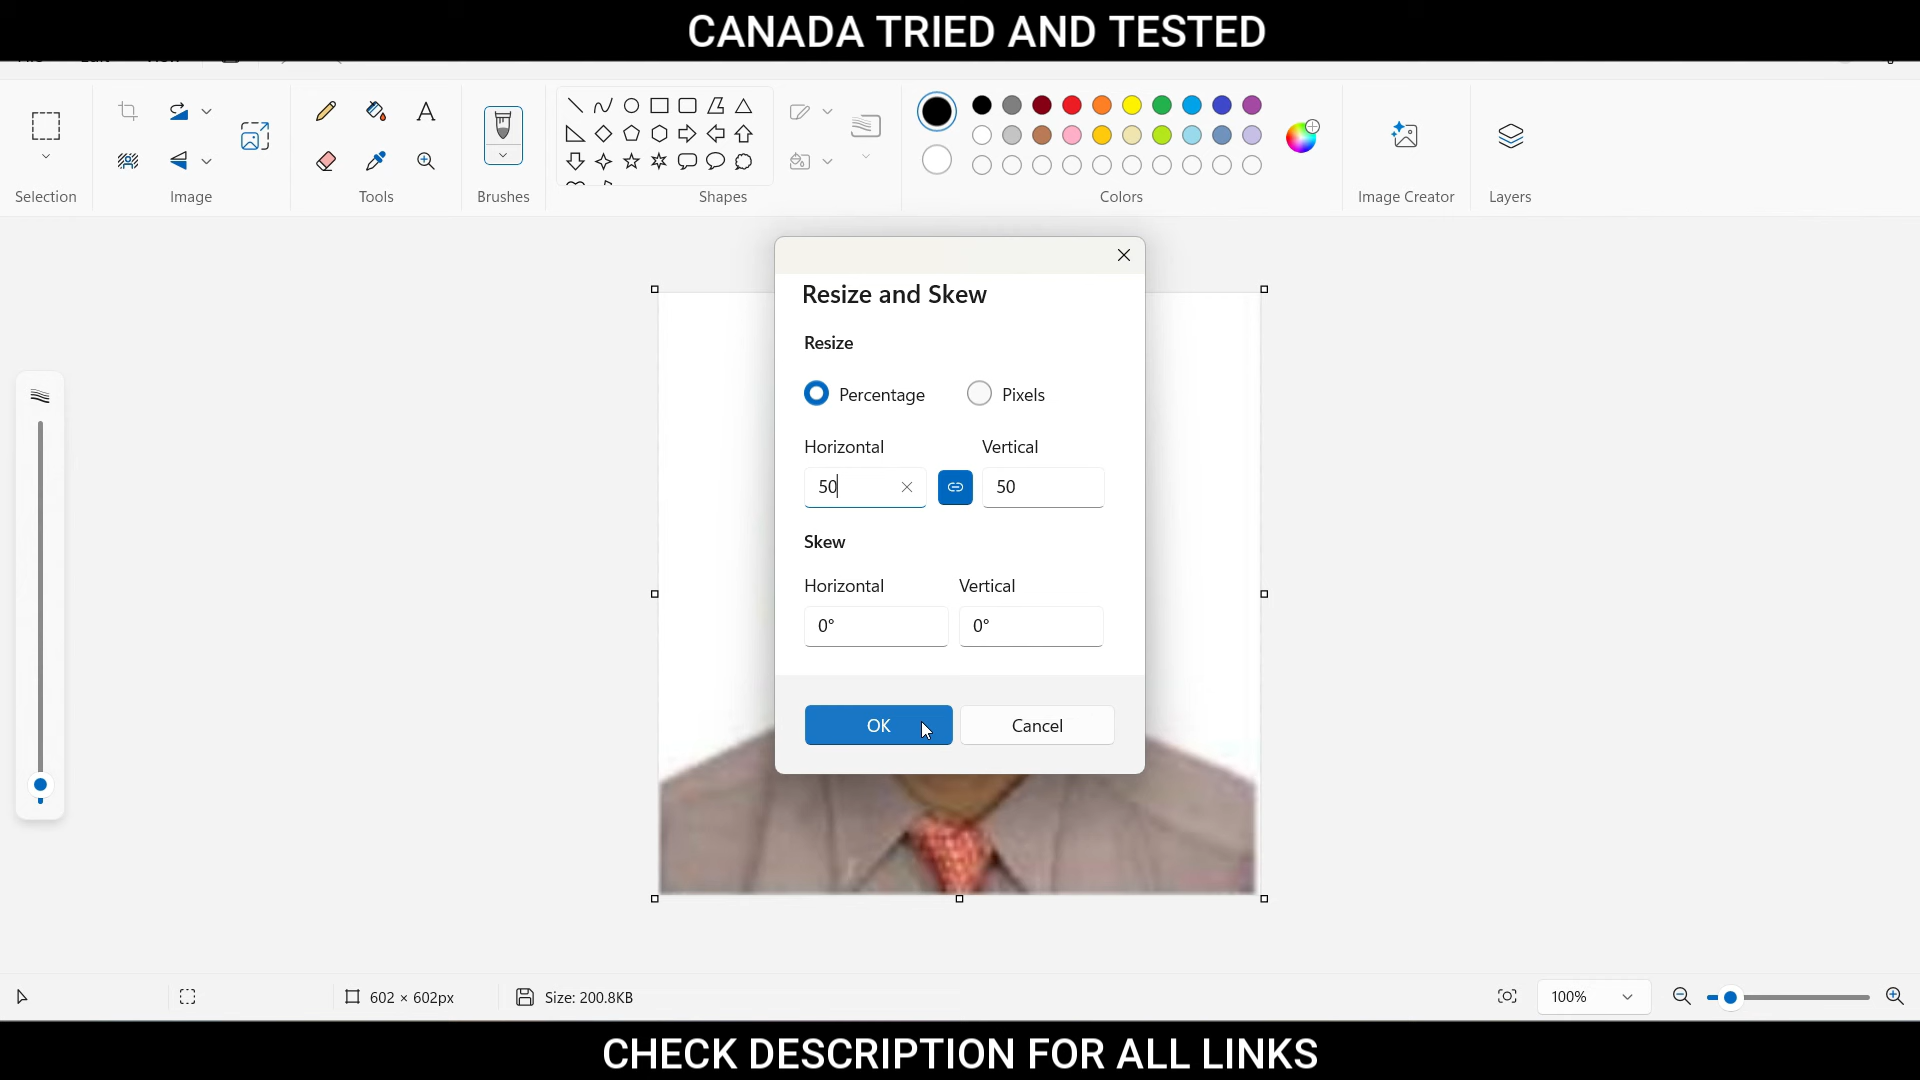 CANADA TRIED AND TESTED
Selection
Image
Tools
Brushes
Shapes
Colors
Image Creator
Layers
Resize and Skew
Resize
Percentage Pixels
Horizontal Vertical
50 50
Skew
Horizontal Vertical
0° 0°
OK Cancel
602 × 602px
Size: 200.8KB
100%
CHECK DESCRIPTION FOR ALL LINKS